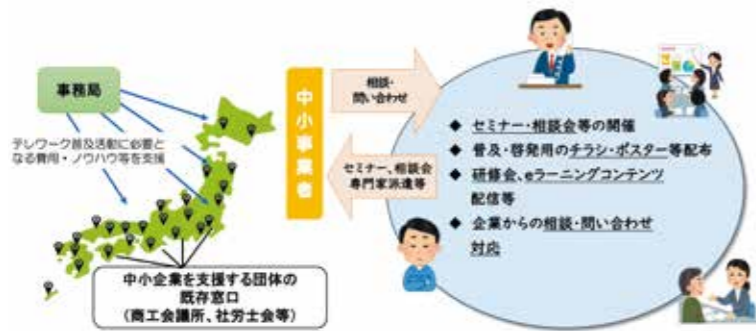 事務局
テレワーク普及活動に必要と
なる費用・ノウハウ等を支援
中小企業を支援する団体の
既存窓口
(商工会議所、社労士会等)
中小事業者
相談・
問い合わせ
セミナー、相談会
専門家派遣等
◆ セミナー・相談会等の開催
◆ 普及・啓発用のチラシ・ポスター等配布
◆ 研修会、eラーニングコンテンツ
配信等
◆ 企業からの相談・問い合わせ
対応